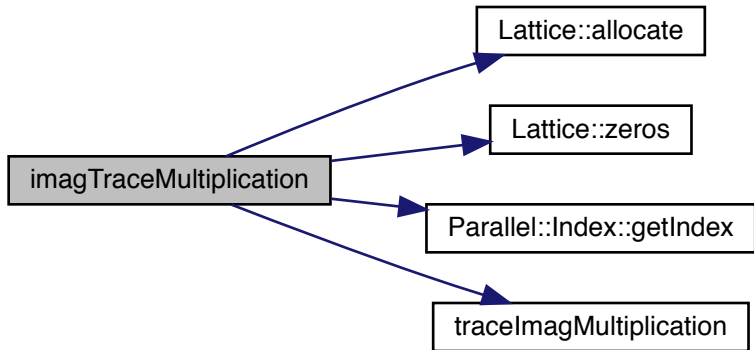 Lattice::allocate
Lattice::zeros
imagTraceMultiplication
Parallel::Index::getIndex
traceImagMultiplication